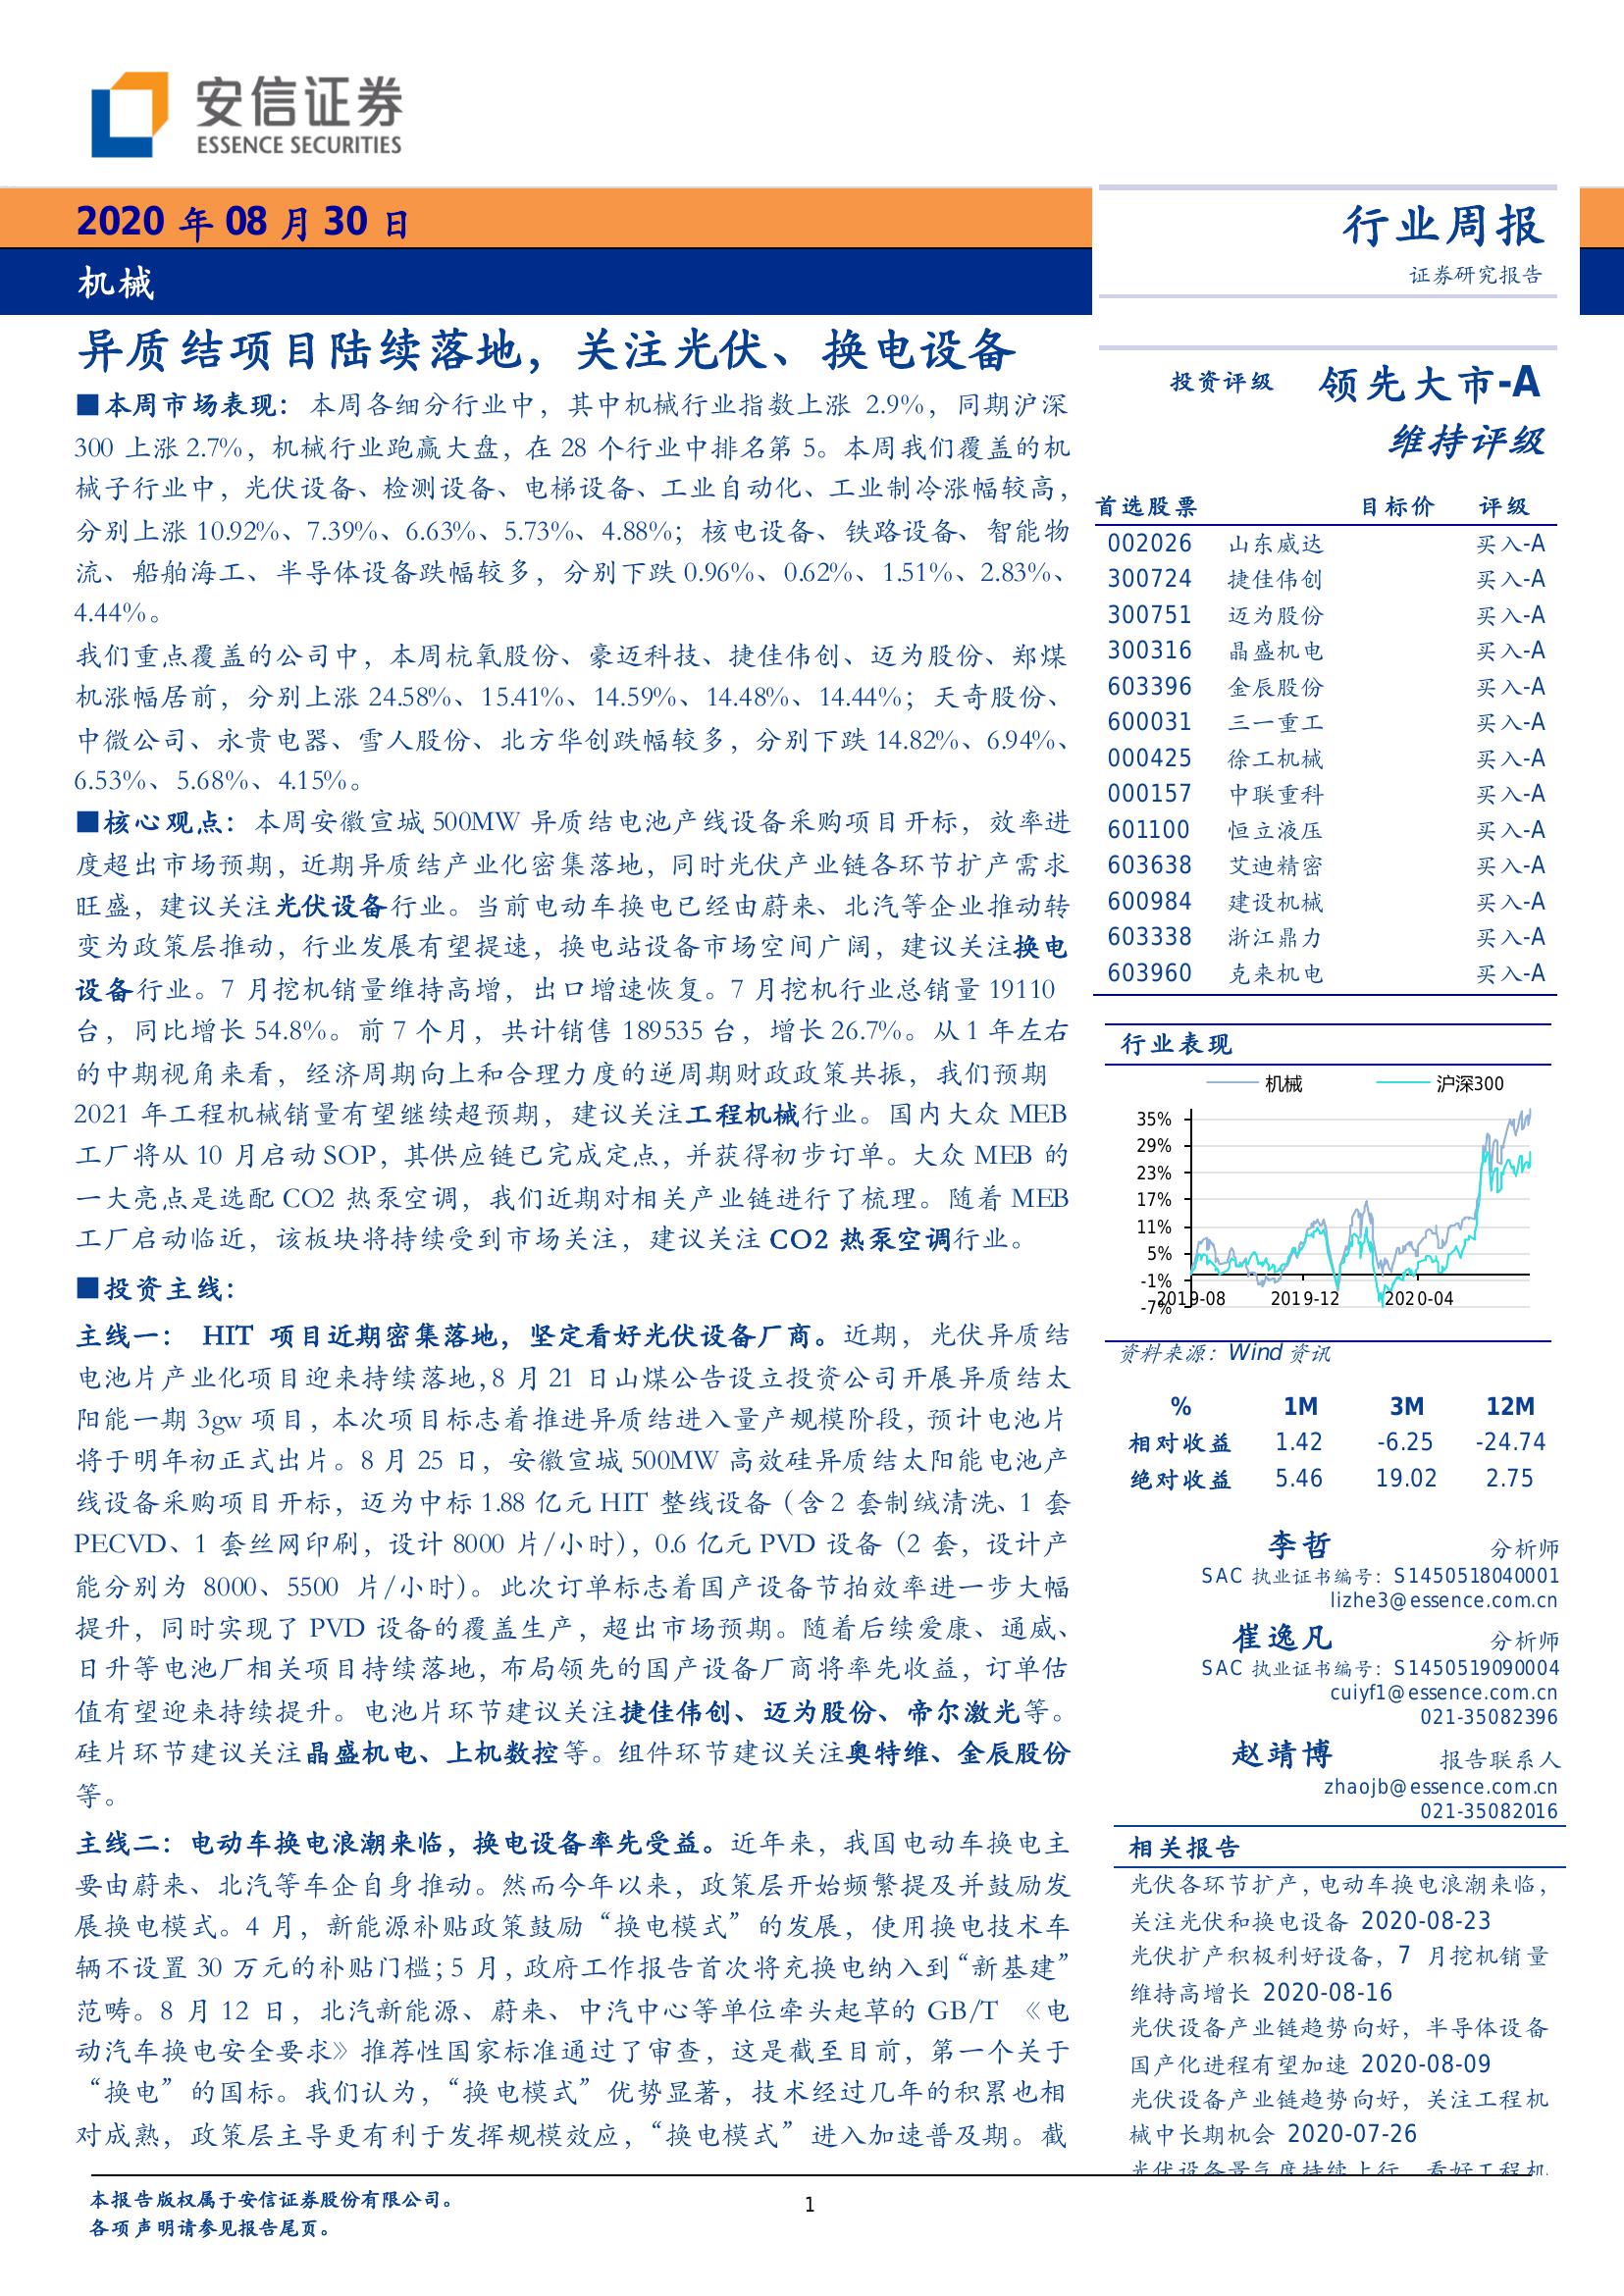 安信证券
ESSENCE SECURITIES
2020 年 08 月 30 日
机械
行业周报
证券研究报告
异质结项目陆续落地，关注光伏、换电设备
■本周市场表现：本周各细分行业中，其中机械行业指数上涨 2.9%，同期沪深
300 上涨 2.7%，机械行业跑赢大盘，在 28 个行业中排名第 5。本周我们覆盖的机
械子行业中，光伏设备、检测设备、电梯设备、工业自动化、工业制冷涨幅较高，
分别上涨 10.92%、7.39%、6.63%、5.73%、4.88%；核电设备、铁路设备、智能物
流、船舶海工、半导体设备跌幅较多，分别下跌 0.96%、0.62%、1.51%、2.83%、
4.44%。
我们重点覆盖的公司中，本周杭氧股份、豪迈科技、捷佳伟创、迈为股份、郑煤
机涨幅居前，分别上涨 24.58%、15.41%、14.59%、14.48%、14.44%；天奇股份、
中微公司、永贵电器、雪人股份、北方华创跌幅较多，分别下跌 14.82%、6.94%、
6.53%、5.68%、4.15%。
■核心观点：本周安徽宣城 500MW 异质结电池产线设备采购项目开标，效率进
度超出市场预期，近期异质结产业化密集落地，同时光伏产业链各环节扩产需求
旺盛，建议关注光伏设备行业。当前电动车换电已经由蔚来、北汽等企业推动转
变为政策层推动，行业发展有望提速，换电站设备市场空间广阔，建议关注换电
设备行业。7 月挖机销量维持高增，出口增速恢复。7 月挖机行业总销量 19110
台，同比增长 54.8%。前 7 个月，共计销售 189535 台，增长 26.7%。从 1 年左右
的中期视角来看，经济周期向上和合理力度的逆周期财政政策共振，我们预期
2021 年工程机械销量有望继续超预期，建议关注工程机械行业。国内大众 MEB
工厂将从 10 月启动 SOP，其供应链已完成定点，并获得初步订单。大众 MEB 的
一大亮点是选配 CO2 热泵空调，我们近期对相关产业链进行了梳理。随着 MEB
工厂启动临近，该板块将持续受到市场关注，建议关注 CO2 热泵空调行业。
■投资主线：
主线一： HIT 项目近期密集落地，坚定看好光伏设备厂商。近期，光伏异质结
电池片产业化项目迎来持续落地，8 月 21 日山煤公告设立投资公司开展异质结太
阳能一期 3gw 项目，本次项目标志着推进异质结进入量产规模阶段，预计电池片
将于明年初正式出片。8 月 25 日，安徽宣城 500MW 高效硅异质结太阳能电池产
线设备采购项目开标，迈为中标 1.88 亿元 HIT 整线设备（含 2 套制绒清洗、1 套
PECVD、1 套丝网印刷，设计 8000 片/小时），0.6 亿元 PVD 设备（2 套，设计产
能分别为 8000、5500 片/小时）。此次订单标志着国产设备节拍效率进一步大幅
提升，同时实现了 PVD 设备的覆盖生产，超出市场预期。随着后续爱康、通威、
日升等电池厂相关项目持续落地，布局领先的国产设备厂商将率先收益，订单估
值有望迎来持续提升。电池片环节建议关注捷佳伟创、迈为股份、帝尔激光等。
硅片环节建议关注晶盛机电、上机数控等。组件环节建议关注奥特维、金辰股份
等。
主线二：电动车换电浪潮来临，换电设备率先受益。近年来，我国电动车换电主
要由蔚来、北汽等车企自身推动。然而今年以来，政策层开始频繁提及并鼓励发
展换电模式。4 月，新能源补贴政策鼓励“换电模式”的发展，使用换电技术车
辆不设置 30 万元的补贴门槛；5 月，政府工作报告首次将充换电纳入到“新基建”
范畴。8 月 12 日，北汽新能源、蔚来、中汽中心等单位牵头起草的 GB/T 《电
动汽车换电安全要求》推荐性国家标准通过了审查，这是截至目前，第一个关于
“换电”的国标。我们认为，“换电模式”优势显著，技术经过几年的积累也相
对成熟，政策层主导更有利于发挥规模效应，“换电模式”进入加速普及期。截
投资评级 领先大市-A
维持评级
首选股票 目标价 评级
002026 山东威达 买入-A
300724 捷佳伟创 买入-A
300751 迈为股份 买入-A
300316 晶盛机电 买入-A
603396 金辰股份 买入-A
600031 三一重工 买入-A
000425 徐工机械 买入-A
000157 中联重科 买入-A
601100 恒立液压 买入-A
603638 艾迪精密 买入-A
600984 建设机械 买入-A
603338 浙江鼎力 买入-A
603960 克来机电 买入-A
行业表现
机械 沪深300
35%
29%
23%
17%
11%
5%
-1%
-7%
2019-08 2019-12 2020-04
资料来源：Wind 资讯
% 1M 3M 12M
相对收益 1.42 -6.25 -24.74
绝对收益 5.46 19.02 2.75
李哲 分析师
SAC 执业证书编号：S1450518040001
lizhe3@essence.com.cn
崔逸凡 分析师
SAC 执业证书编号：S1450519090004
cuiyf1@essence.com.cn
021-35082396
赵靖博 报告联系人
zhaojb@essence.com.cn
021-35082016
相关报告
光伏各环节扩产，电动车换电浪潮来临，
关注光伏和换电设备 2020-08-23
光伏扩产积极利好设备，7 月挖机销量
维持高增长 2020-08-16
光伏设备产业链趋势向好，半导体设备
国产化进程有望加速 2020-08-09
光伏设备产业链趋势向好，关注工程机
械中长期机会 2020-07-26
光伏设备景气度持续上行，看好工程机
本报告版权属于安信证券股份有限公司。
各项声明请参见报告尾页。
1